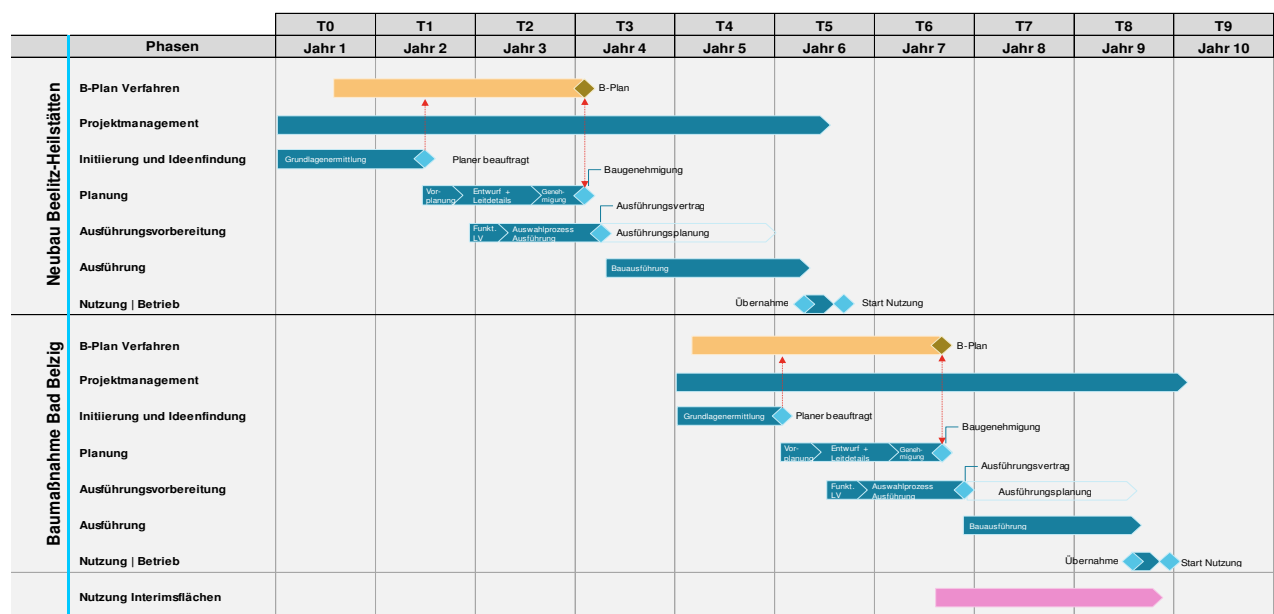 T0 T1 T2 T3 T4 T5 T6 T7 T8 T9
Phasen Jahr 1 Jahr 2 Jahr 3 Jahr 4 Jahr 5 Jahr 6 Jahr 7 Jahr 8 Jahr 9 Jahr 10
Neubau Beelitz-Heilstätten
B-Plan Verfahren B-Plan
Projektmanagement
Initiierung und Ideenfindung Grundlagenermittlung Planer beauftragt
Baugenehmigung
Planung Vor- Entwurf + Geneh-
planung Leitdetails migung
Ausführungsvertrag
Ausführungsvorbereitung Funkt. Auswahlprozess Ausführungsplanung
LV Ausführung
Ausführung Bauausführung
Nutzung | Betrieb Übernahme Start Nutzung
Baumaßnahme Bad Belzig
B-Plan Verfahren B-Plan
Projektmanagement
Initiierung und Ideenfindung Grundlagenermittlung Planer beauftragt
Baugenehmigung
Planung Vor- Entwurf + Geneh-
planung Leitdetails migung
Ausführungsvertrag
Ausführungsvorbereitung Funkt. Auswahlprozess Ausführungsplanung
LV Ausführung
Ausführung Bauausführung
Nutzung | Betrieb Übernahme Start Nutzung
Nutzung Interimsflächen